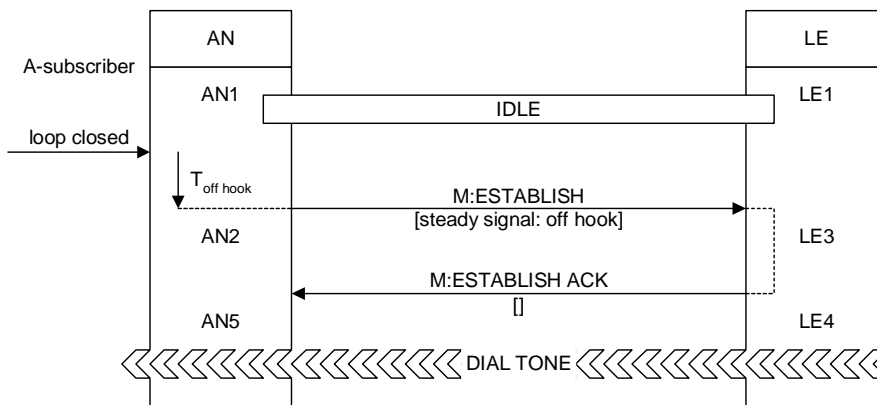 AN
LE
A-subscriber
AN1
LE1
IDLE
loop closed
Toff hook
M:ESTABLISH
[steady signal: off hook]
AN2
LE3
M:ESTABLISH ACK
[]
AN5
LE4
DIAL TONE